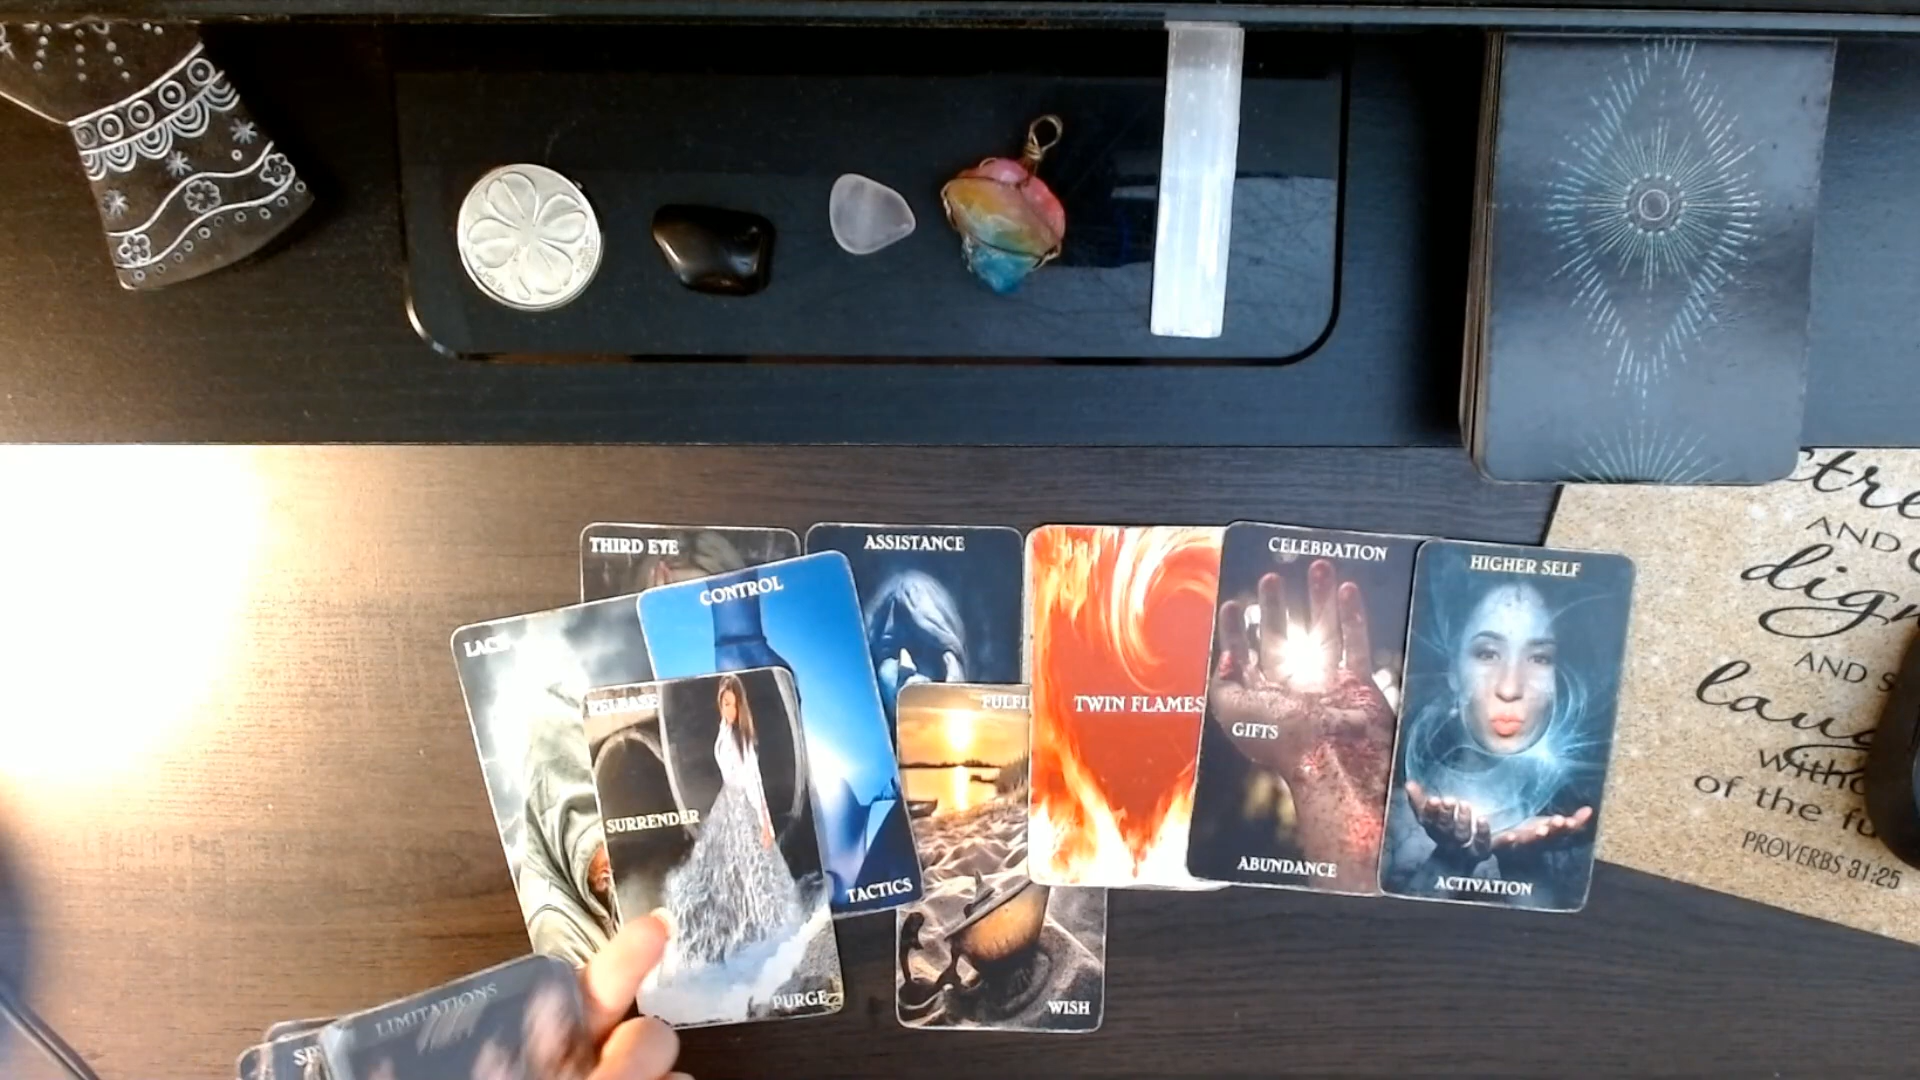 THIRD EYE
ASSISTANCE
CELEBRATION
HIGHER SELF
CONTROL
RELEASE
TWIN FLAMES
GIFTS
SURRENDER
ABUNDANCE
ACTIVATION
TACTICS
PURGE
WISH
LIMITATIONS
AND
AND
of the
PROVERBS 31:25